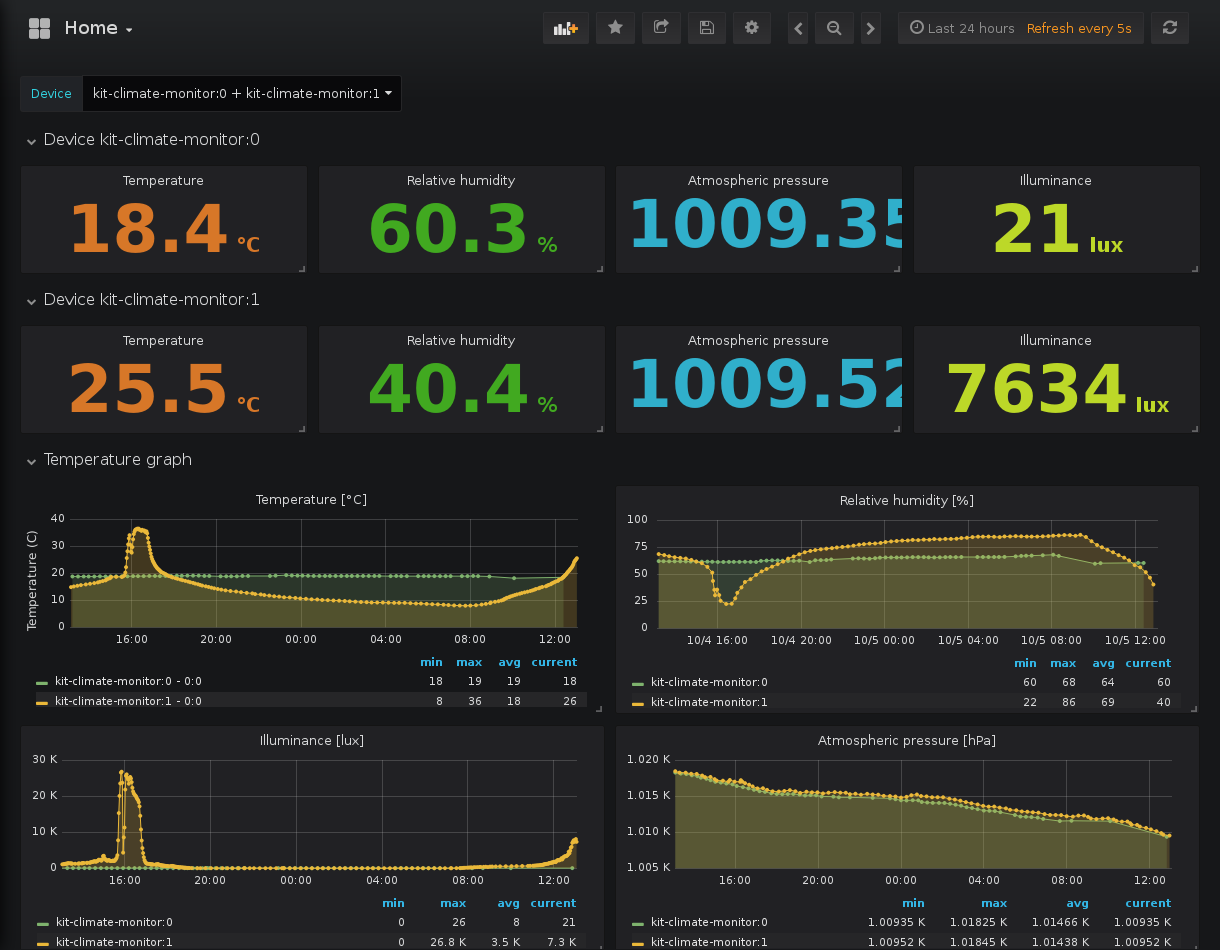 Home
Last 24 hours Refresh every 5s
Device kit-climate-monitor:0 + kit-climate-monitor:1
Device kit-climate-monitor:0
Temperature Relative humidity Atmospheric pressure Illuminance
18.4 °C 60.3 % 1009.35 21 lux
Device kit-climate-monitor:1
Temperature Relative humidity Atmospheric pressure Illuminance
25.5 °C 40.4 % 1009.52 7634 lux
Temperature graph
Temperature [°C]
Temperature (C)
40
30
20
10
0
16:00 20:00 00:00 04:00 08:00 12:00
min max avg current
kit-climate-monitor:0 - 0:0 18 19 19 18
kit-climate-monitor:1 - 0:0 8 36 18 26
Relative humidity [%]
100
75
50
25
0
10/4 16:00 10/4 20:00 10/5 00:00 10/5 04:00 10/5 08:00 10/5 12:00
min max avg current
kit-climate-monitor:0 60 68 64 60
kit-climate-monitor:1 22 86 69 40
Illuminance [lux]
30 K
20 K
10 K
0
16:00 20:00 00:00 04:00 08:00 12:00
min max avg current
kit-climate-monitor:0 0 26 8 21
kit-climate-monitor:1 0 26.8 K 3.5 K 7.3 K
Atmospheric pressure [hPa]
1.020 K
1.015 K
1.010 K
1.005 K
16:00 20:00 00:00 04:00 08:00 12:00
min max avg current
kit-climate-monitor:0 1.00935 K 1.01825 K 1.01466 K 1.00935 K
kit-climate-monitor:1 1.00952 K 1.01845 K 1.01438 K 1.00952 K